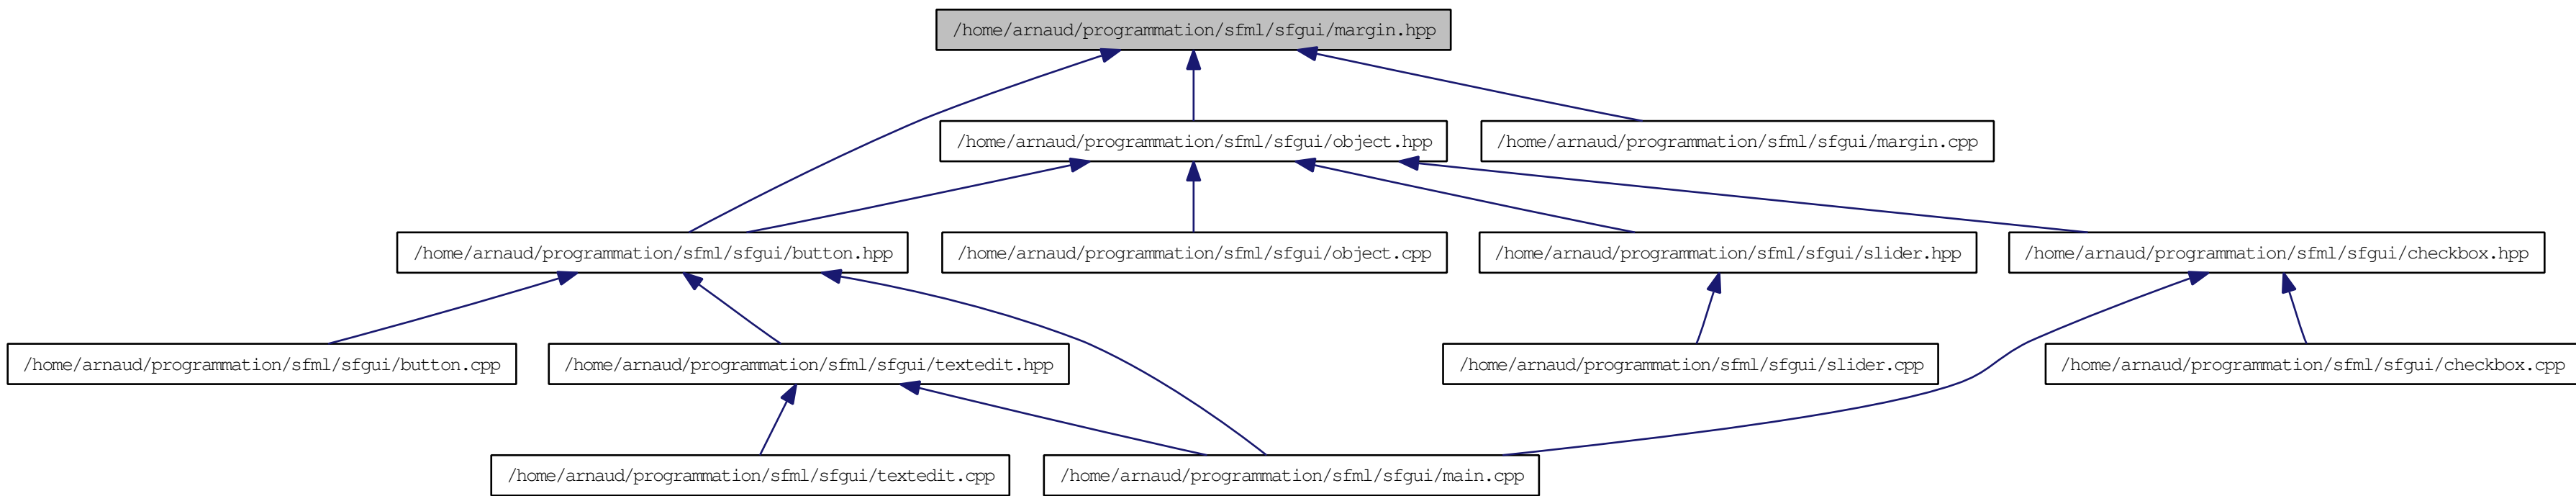 /home/arnaud/programmation/sfml/sfgui/margin.hpp
/home/arnaud/programmation/sfml/sfgui/object.hpp
/home/arnaud/programmation/sfml/sfgui/margin.cpp
/home/arnaud/programmation/sfml/sfgui/button.hpp
/home/arnaud/programmation/sfml/sfgui/object.cpp
/home/arnaud/programmation/sfml/sfgui/slider.hpp
/home/arnaud/programmation/sfml/sfgui/checkbox.hpp
/home/arnaud/programmation/sfml/sfgui/button.cpp
/home/arnaud/programmation/sfml/sfgui/textedit.hpp
/home/arnaud/programmation/sfml/sfgui/slider.cpp
/home/arnaud/programmation/sfml/sfgui/checkbox.cpp
/home/arnaud/programmation/sfml/sfgui/textedit.cpp
/home/arnaud/programmation/sfml/sfgui/main.cpp